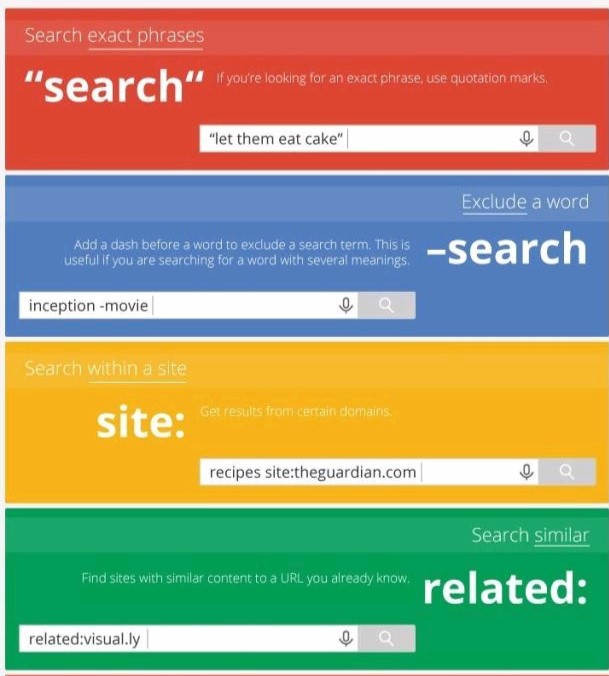 Search exact phrases
“search“
If you’re looking for an exact phrase, use quotation marks.
“let them eat cake”
Exclude a word
Add a dash before a word to exclude a search term. This is
useful if you are searching for a word with several meanings.
–search
inception -movie
Search within a site
site:
Get results from certain domains.
recipes site:theguardian.com
Search similar
Find sites with similar content to a URL you already know.
related:
related:visual.ly